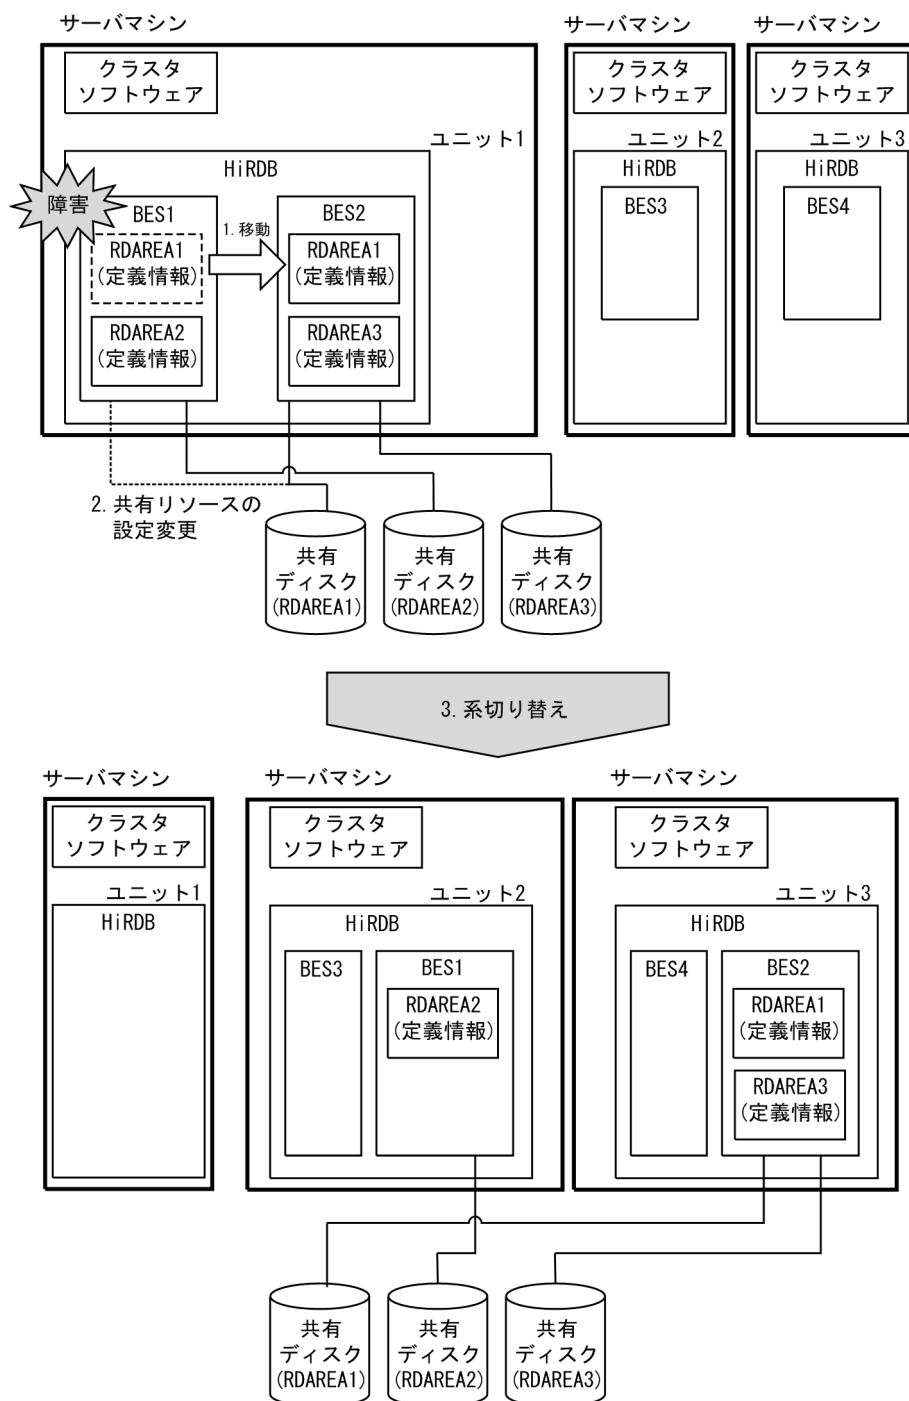 サーバマシン
クラスタ
ソフトウェア
ユニット1
HiRDB
障害
BES1
RDAREA1
(定義情報)
RDAREA2
(定義情報)
1. 移動
BES2
RDAREA1
(定義情報)
RDAREA3
(定義情報)
サーバマシン
クラスタ
ソフトウェア
ユニット2
HiRDB
BES3
サーバマシン
クラスタ
ソフトウェア
ユニット3
HiRDB
BES4
2. 共有リソースの
設定変更
共有
ディスク
(RDAREA1)
共有
ディスク
(RDAREA2)
共有
ディスク
(RDAREA3)
3. 系切り替え
サーバマシン
クラスタ
ソフトウェア
ユニット1
HiRDB
サーバマシン
クラスタ
ソフトウェア
ユニット2
HiRDB
BES3
BES1
RDAREA2
(定義情報)
サーバマシン
クラスタ
ソフトウェア
ユニット3
HiRDB
BES4
BES2
RDAREA1
(定義情報)
RDAREA3
(定義情報)
共有
ディスク
(RDAREA1)
共有
ディスク
(RDAREA2)
共有
ディスク
(RDAREA3)